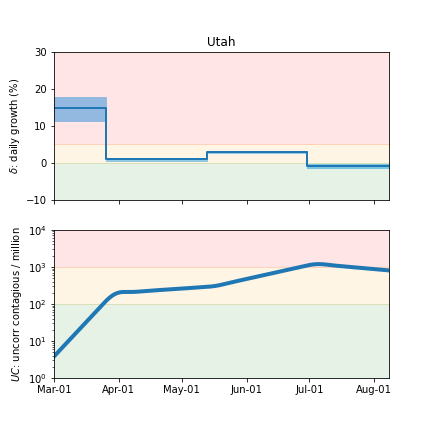 Utah
δ: daily growth (%)
30
20
10
0
−10
UC: uncorr contagious / million
10⁴
10³
10²
10¹
10⁰
Mar-01 Apr-01 May-01 Jun-01 Jul-01 Aug-01